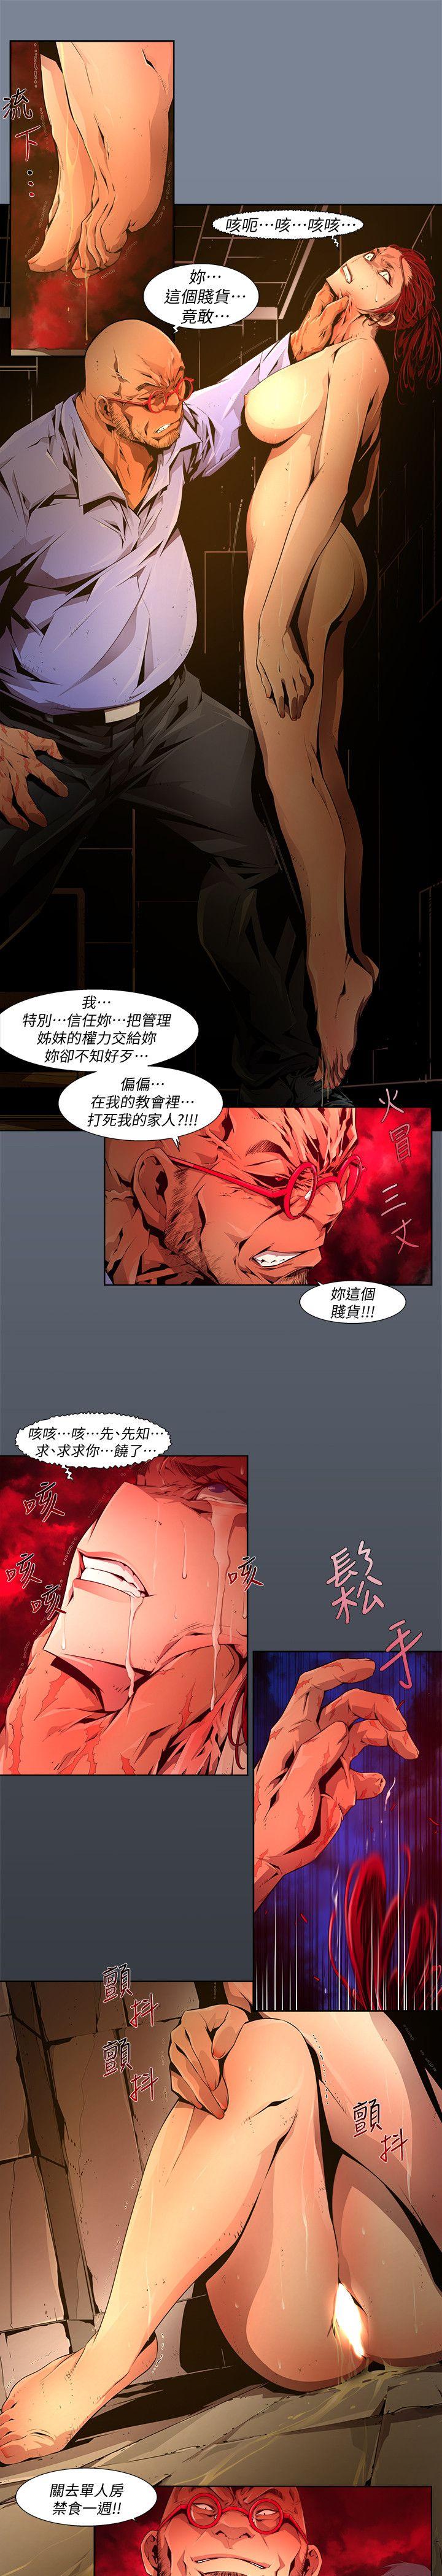 流
下…
咳呃…咳…咳咳…
妳…
這個賤貨…
竟敢…
我…
特別…信任妳…把管理
姊妹的權力交給妳
妳卻不知好歹…
偏偏…
在我的教會裡…
打死我的家人?!!!
火冒
三丈
妳這個
賤貨!!!
咳咳…咳…先、先知…
求、求求你…饒了…
咳
咳
咳
咳
鬆
手
顫
抖
顫
抖
顫
抖
關去單人房
禁食一週!!